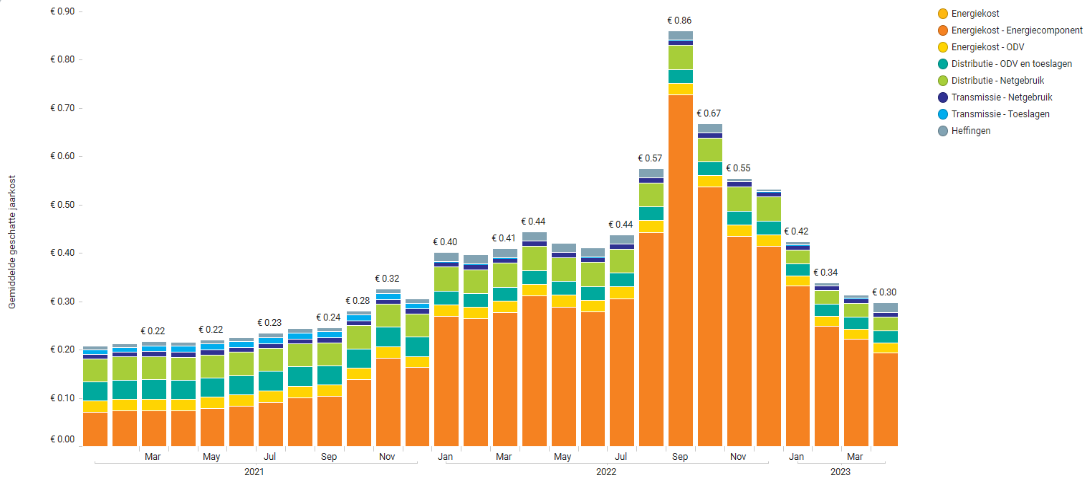 € 0.90
€ 0.80
€ 0.70
€ 0.60
€ 0.50
€ 0.40
€ 0.30
€ 0.20
€ 0.10
€ 0.00
Gemiddelde geschatte jaarkost
€ 0.22
€ 0.22
€ 0.23
€ 0.24
€ 0.28
€ 0.32
€ 0.40
€ 0.41
€ 0.44
€ 0.44
€ 0.57
€ 0.86
€ 0.67
€ 0.55
€ 0.42
€ 0.34
€ 0.30
Mar May Jul Sep Nov Jan Mar May Jul Sep Nov Jan Mar
2021 2022 2023
Energiekost
Energiekost - Energiecomponent
Energiekost - ODV
Distributie - ODV en toeslagen
Distributie - Netgebruik
Transmissie - Netgebruik
Transmissie - Toeslagen
Heffingen